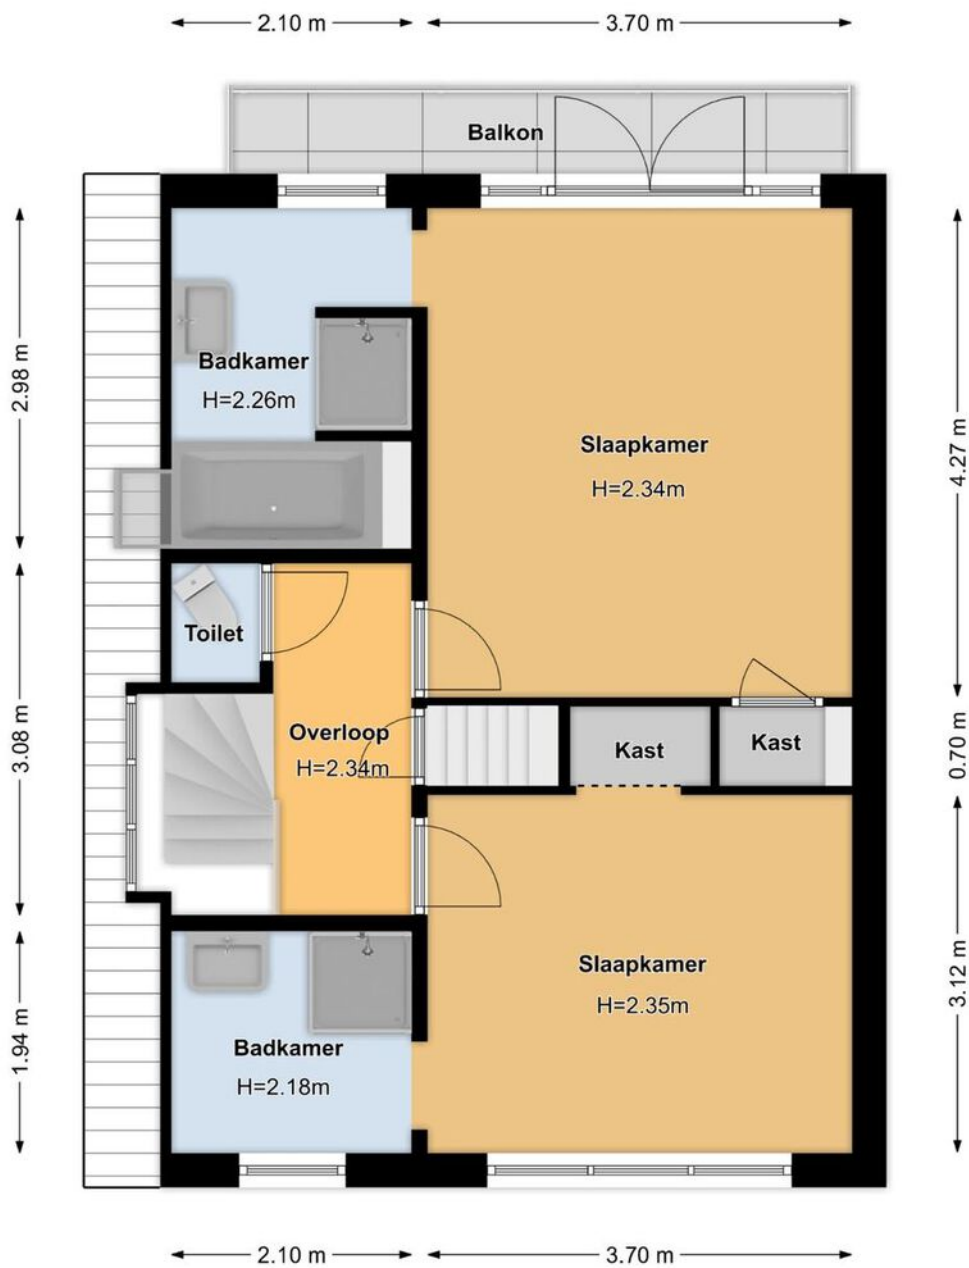 2.10 m
3.70 m
Balkon
2.98 m
Badkamer
H=2.26m
Slaapkamer
H=2.34m
4.27 m
Toilet
3.08 m
Overloop
H=2.34m
Kast
Kast
0.70 m
Slaapkamer
H=2.35m
3.12 m
1.94 m
Badkamer
H=2.18m
2.10 m
3.70 m